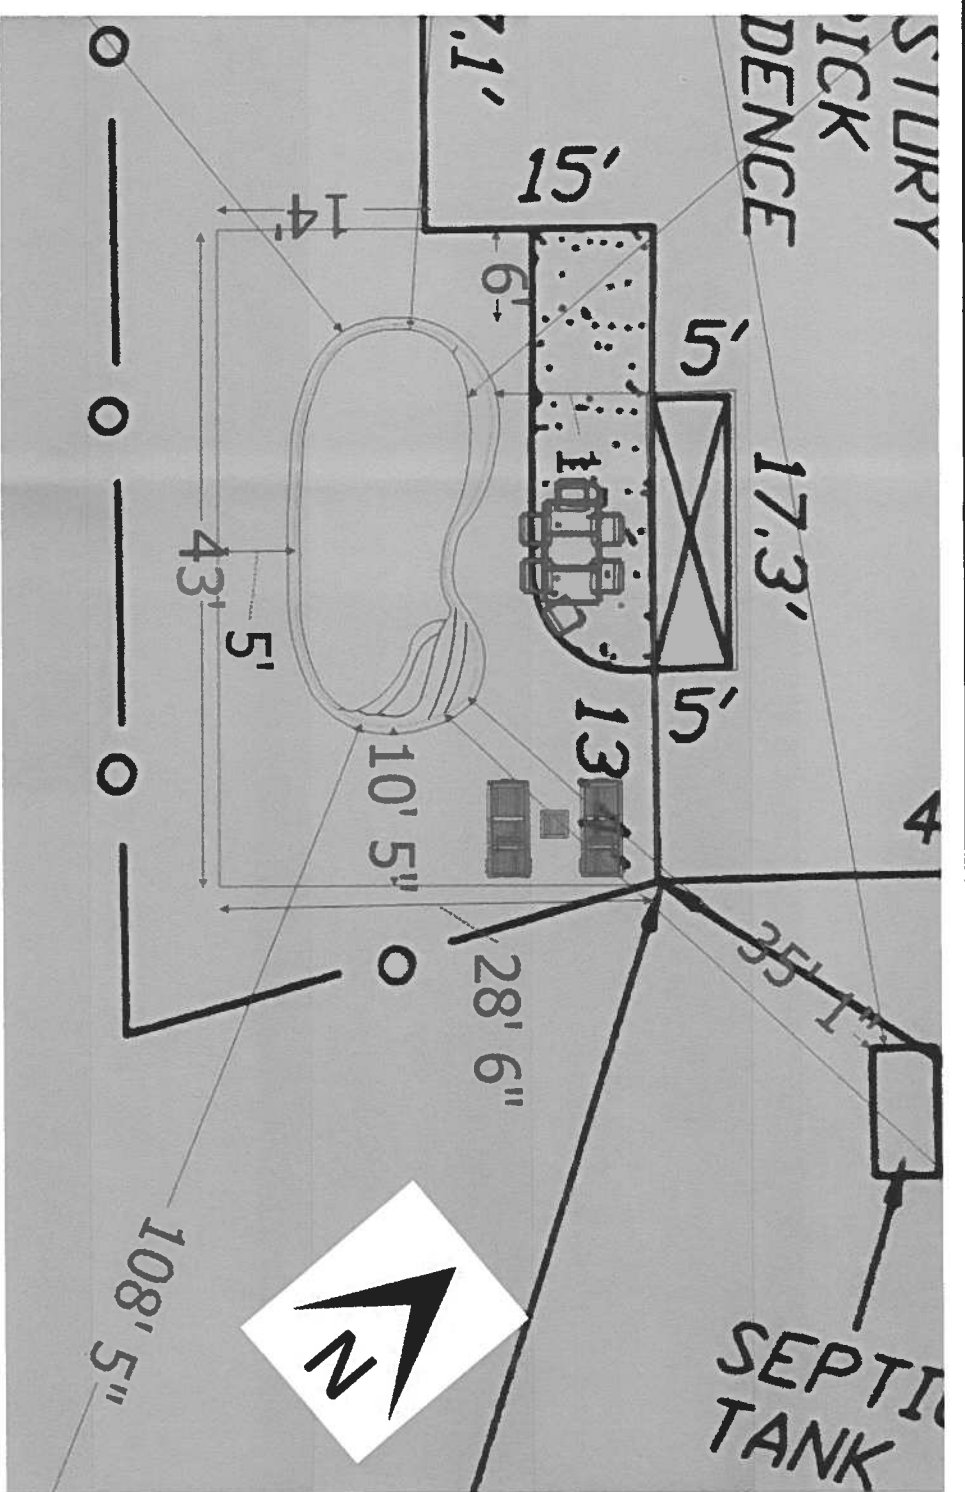 STORY
ICK
DENCE
7.1'
15'
14'
6'
5'
17.3'
43'
5'
5'
13
10' 5"
4
28' 6"
35' 1"
108' 5"
N
SEPTI
TANK